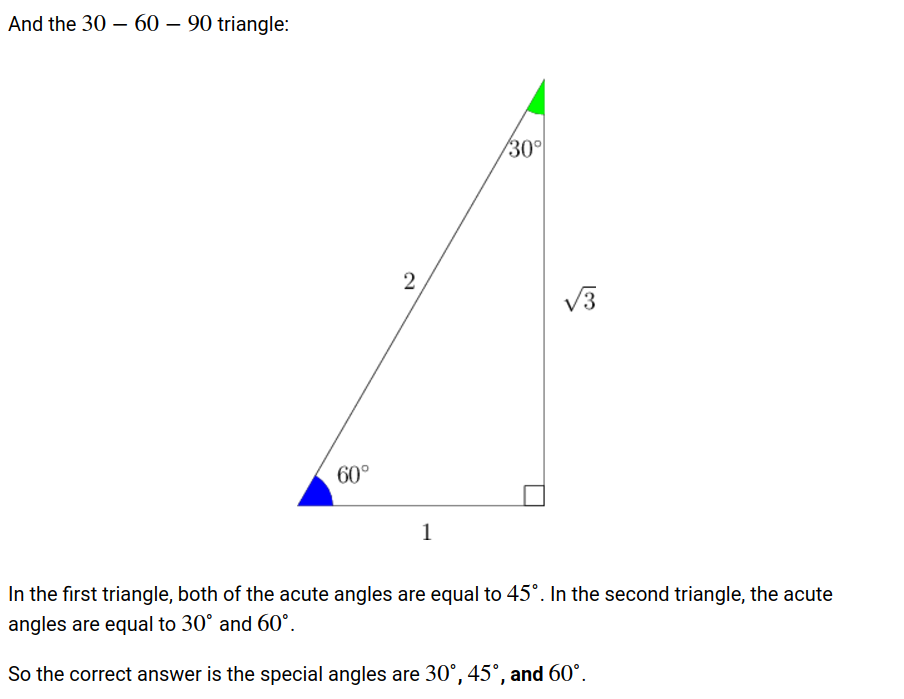 And the 30 − 60 − 90 triangle:
30°
2
√3
60°
1
In the first triangle, both of the acute angles are equal to 45°. In the second triangle, the acute
angles are equal to 30° and 60°.
So the correct answer is the special angles are 30°, 45°, and 60°.